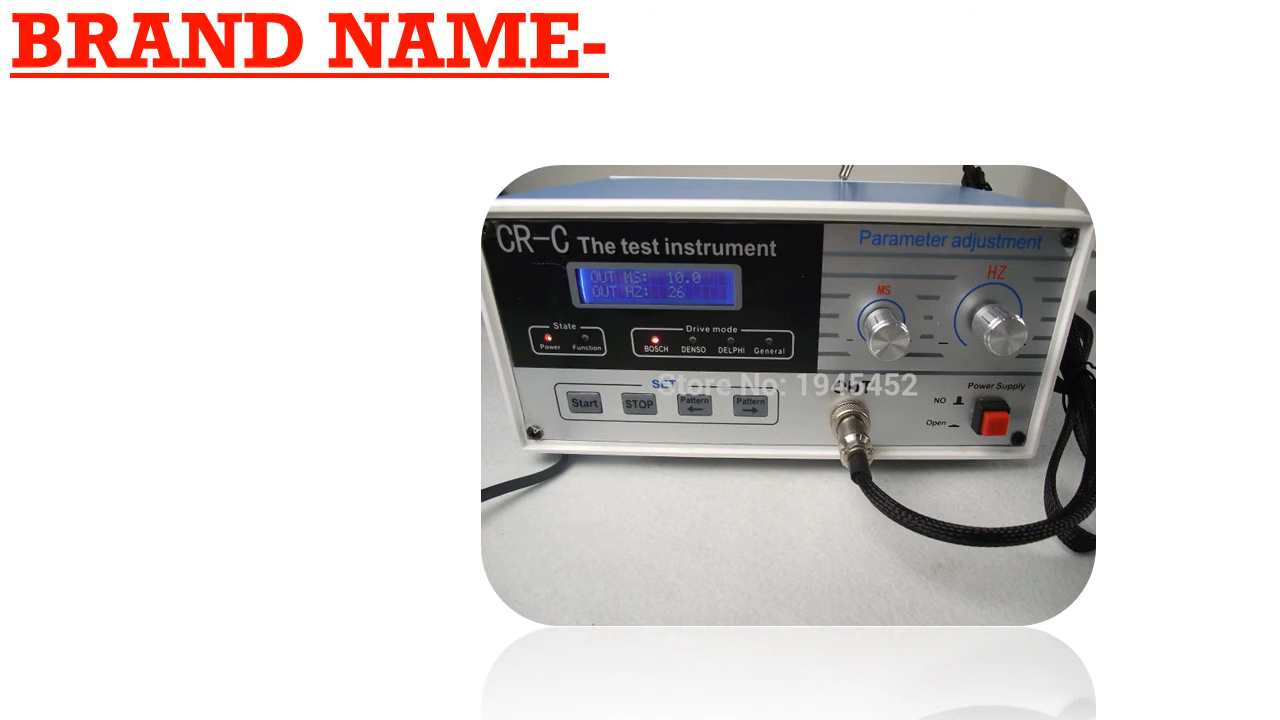 BRAND NAME-
CR-C The test instrument
Parameter adjustment
OUT MS: 10.0
OUT HZ: 26
MS
HZ
State
Power Function
Drive mode
BOSCH DENSO DELPHI General
SET
Start STOP Pattern Pattern
Store No: 1945452
OUT
Power Supply
NO
Open